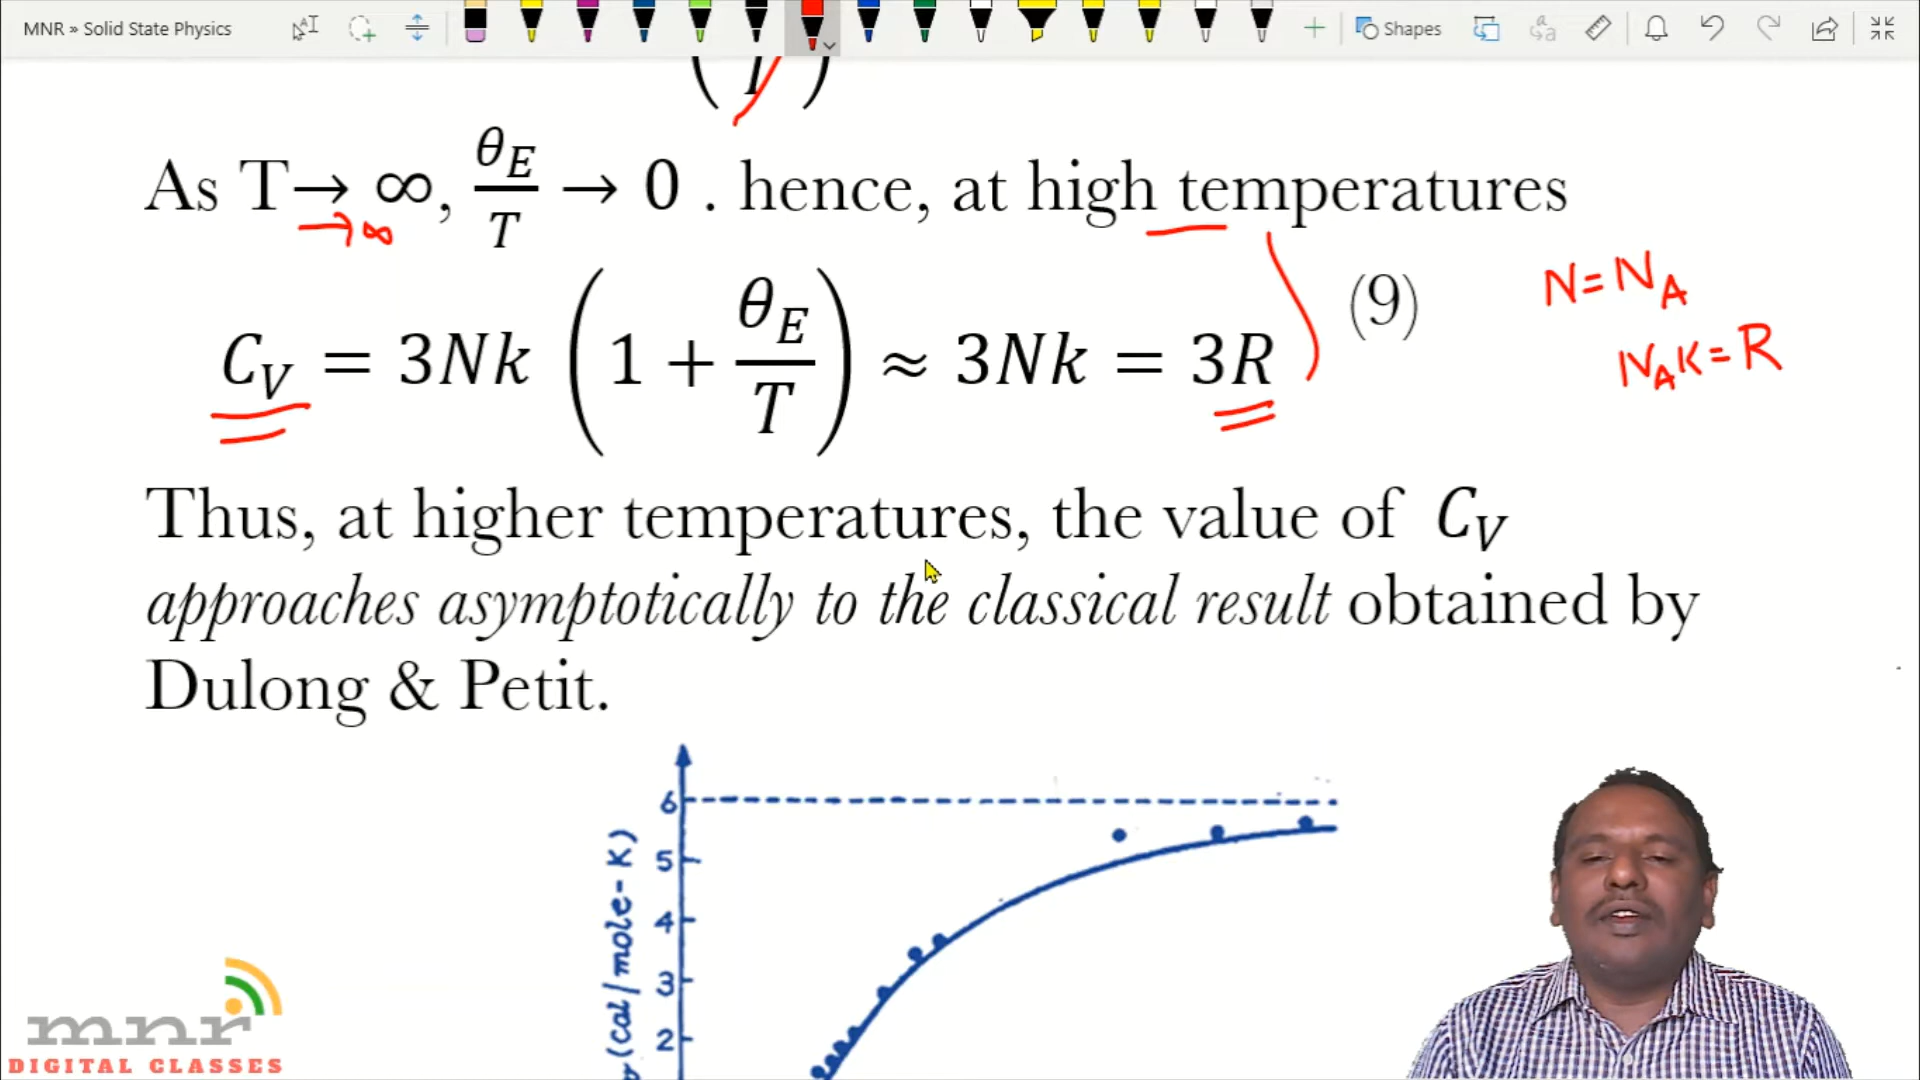 MNR » Solid State Physics
Shapes
As T→ ∞, θ_E/T → 0 . hence, at high temperatures
→∞
N=N_A
C_V = 3Nk (1 + θ_E/T) ≈ 3Nk = 3R (9)
N_A K=R
Thus, at higher temperatures, the value of C_V
approaches asymptotically to the classical result obtained by
Dulong & Petit.
6
5
4
3
2
(cal/mole-K)
mnr
DIGITAL CLASSES